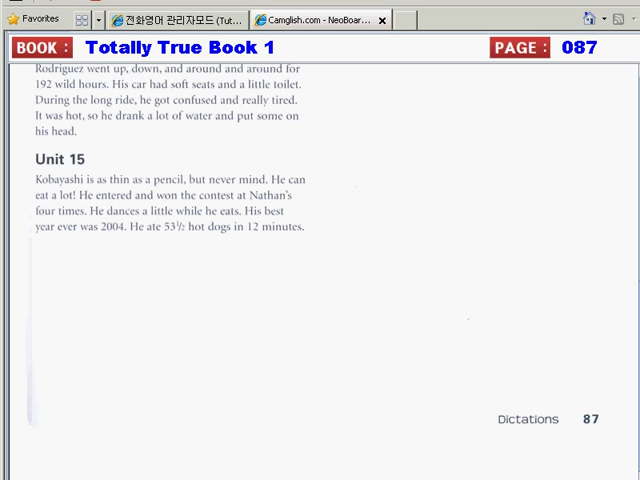 Favorites
전화영어 관리자모드 (Tut...
Camglish.com - NeoBoar...
BOOK : Totally True Book 1 PAGE : 087
Rodriguez went up, down, and around and around for
192 wild hours. His car had soft seats and a little toilet.
During the long ride, he got confused and really tired.
It was hot, so he drank a lot of water and put some on
his head.
Unit 15
Kobayashi is as thin as a pencil, but never mind. He can
eat a lot! He entered and won the contest at Nathan's
four times. He dances a little while he eats. His best
year ever was 2004. He ate 53½ hot dogs in 12 minutes.
Dictations 87